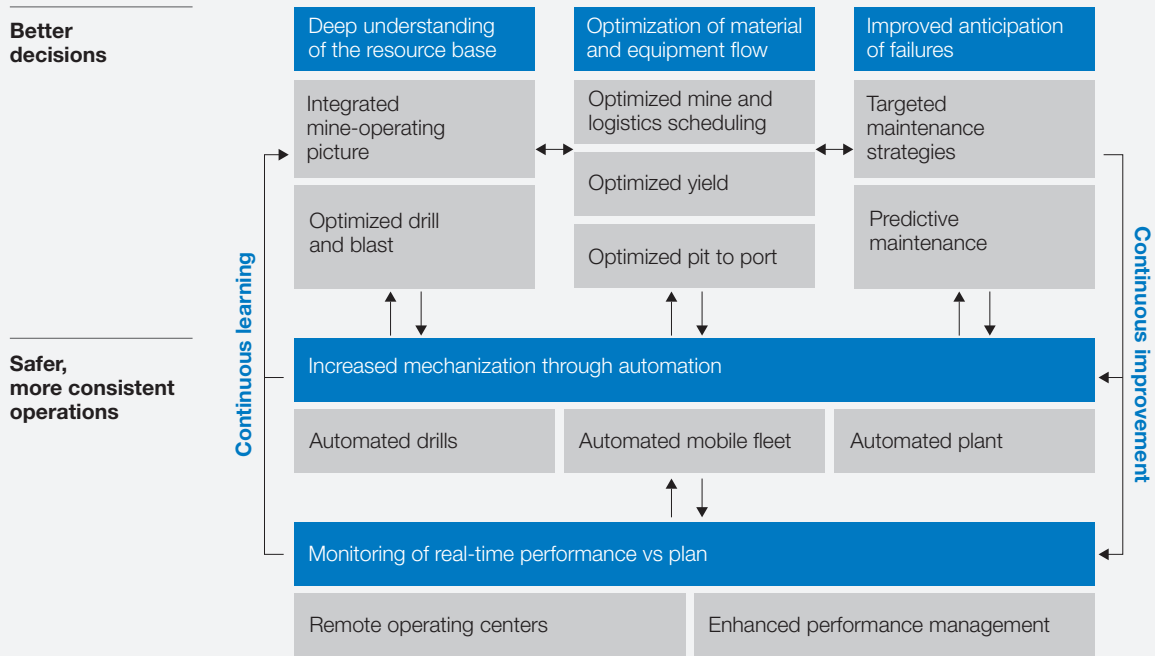 Better
decisions
Deep understanding
of the resource base
Optimization of material
and equipment flow
Improved anticipation
of failures
Integrated
mine-operating
picture
Optimized drill
and blast
Optimized mine and
logistics scheduling
Optimized yield
Optimized pit to port
Targeted
maintenance
strategies
Predictive
maintenance
Continuous learning
Continuous improvement
Safer,
more consistent
operations
Increased mechanization through automation
Automated drills
Automated mobile fleet
Automated plant
Monitoring of real-time performance vs plan
Remote operating centers
Enhanced performance management